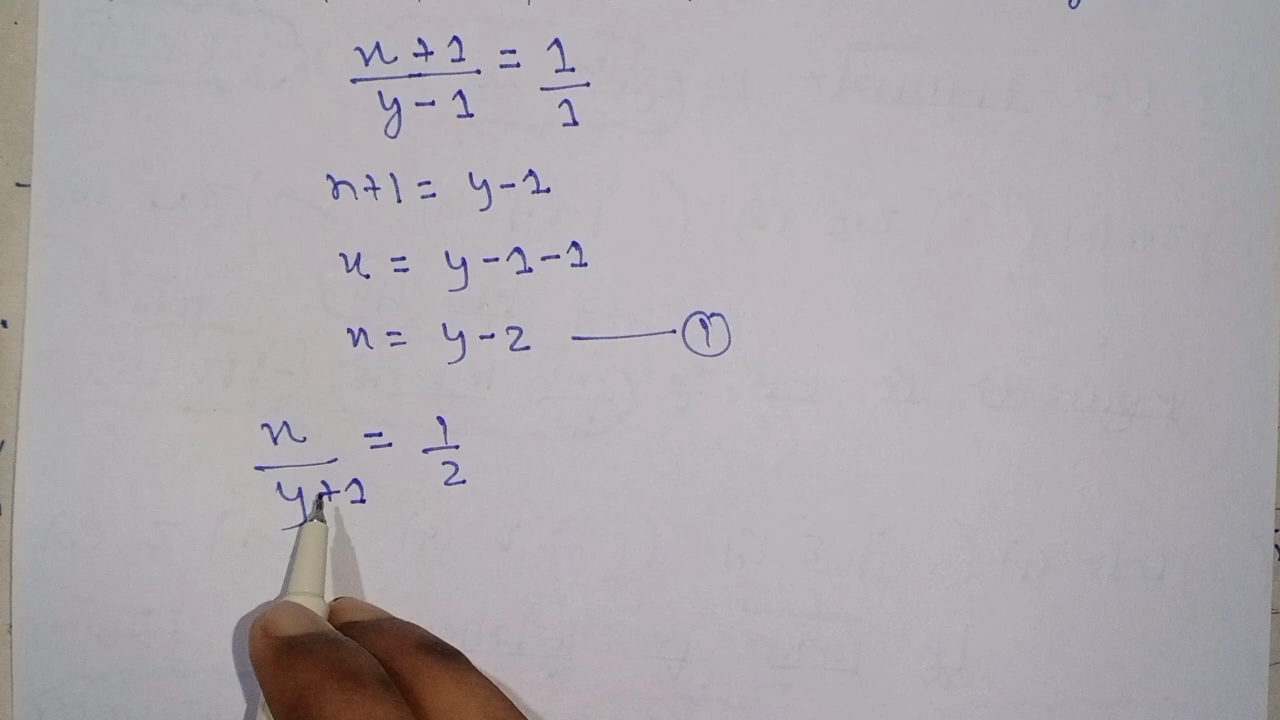 x + 1 / y - 1 = 1 / 1
x + 1 = y - 1
x = y - 1 - 1
x = y - 2 —— ①
x / y + 1 = 1 / 2